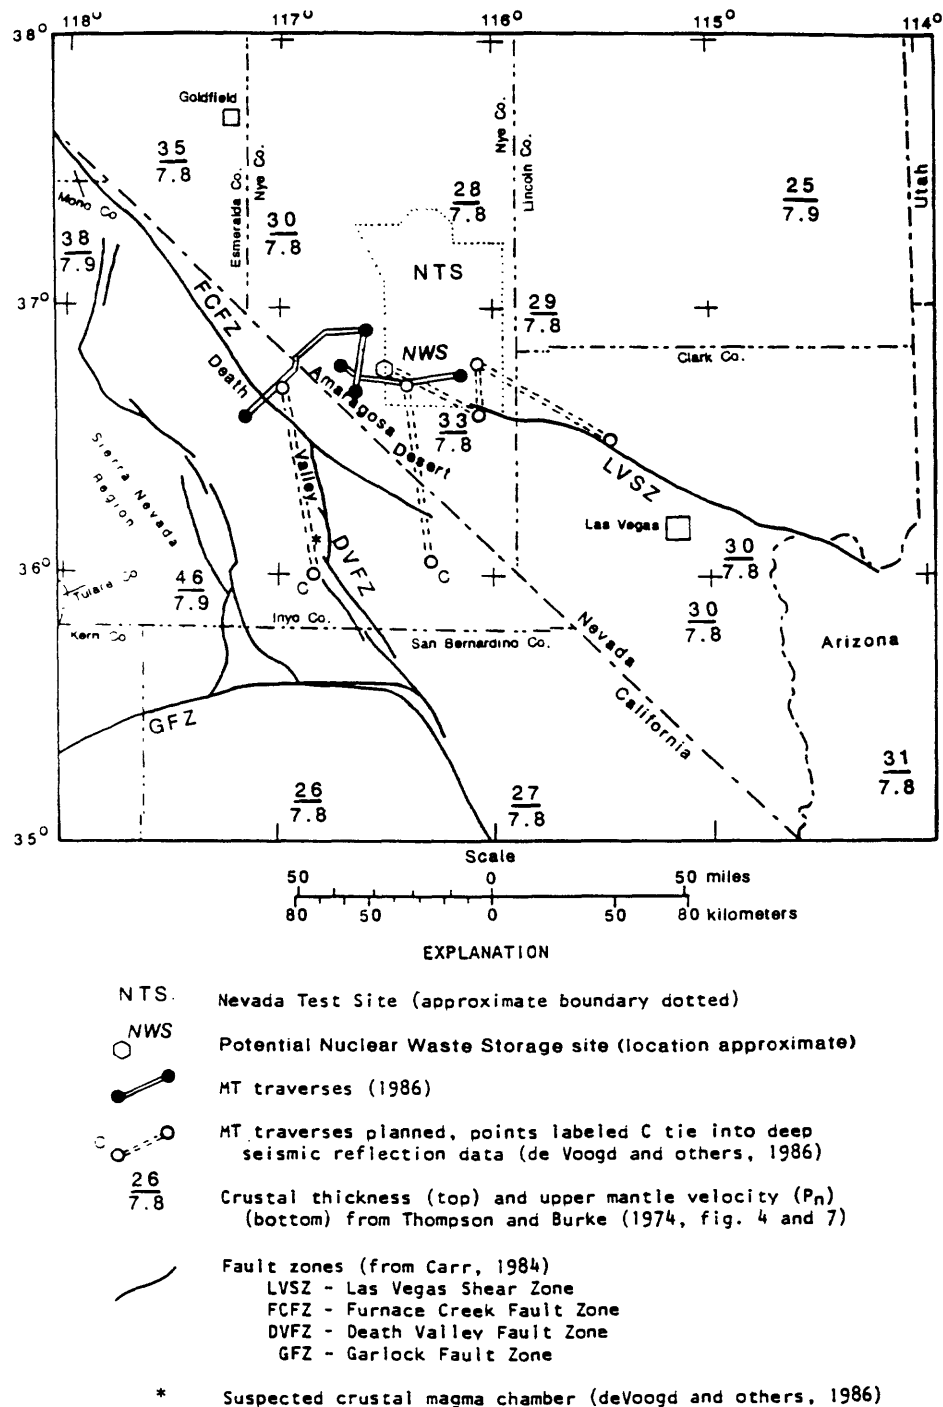 118° 117° 116° 115° 114°
38°
Goldfield
35
7.8
Esmeralda Co.
Nye Co.
Nye Co.
Lincoln Co.
Utah
Mono Co
28
7.8
25
7.9
30
7.8
38
7.9
NTS
37°
FCFZ
29
7.8
NWS
Clark Co.
Death
Valley
Amaragosa
Desert
33
7.8
LVSZ
Sierra Nevada
Region
Las Vegas
30
7.8
36°
DVFZ
C
C
*
Tulare Co
46
7.9
Inyo Co.
30
7.8
Kern Co
San Bernardino Co.
Nevada
California
Arizona
GFZ
31
7.8
26
7.8
27
7.8
35°
Scale
50 0 50 miles
80 50 0 50 80 kilometers
EXPLANATION
NTS. Nevada Test Site (approximate boundary dotted)
NWS Potential Nuclear Waste Storage site (location approximate)
MT traverses (1986)
C MT traverses planned, points labeled C tie into deep
seismic reflection data (de Voogd and others, 1986)
26
7.8
Crustal thickness (top) and upper mantle velocity (Pn)
(bottom) from Thompson and Burke (1974, fig. 4 and 7)
Fault zones (from Carr, 1984)
LVSZ - Las Vegas Shear Zone
FCFZ - Furnace Creek Fault Zone
DVFZ - Death Valley Fault Zone
GFZ - Garlock Fault Zone
* Suspected crustal magma chamber (deVoogd and others, 1986)